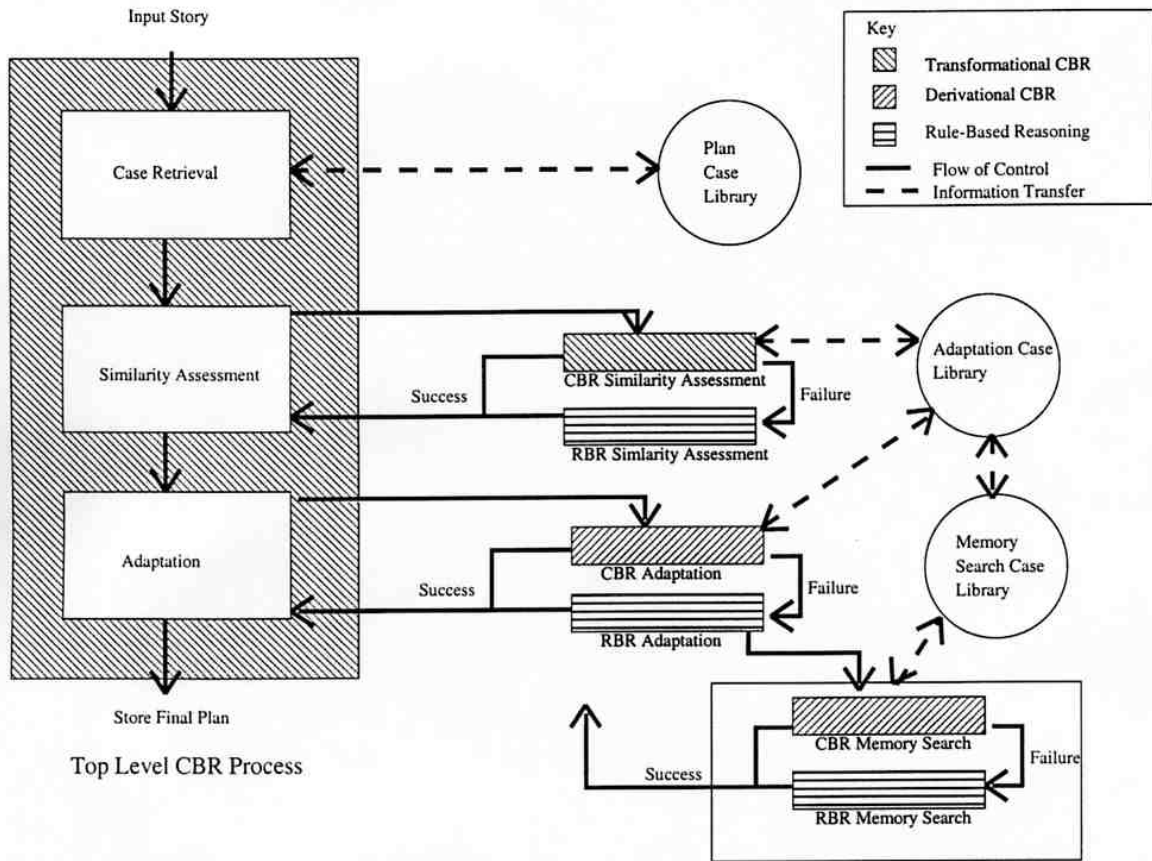 Input Story
Key
Transformational CBR
Derivational CBR
Rule-Based Reasoning
Flow of Control
Information Transfer
Case Retrieval
Plan
Case
Library
Similarity Assessment
CBR Similarity Assessment
Success
Failure
RBR Simlarity Assessment
Adaptation Case
Library
Adaptation
CBR Adaptation
Success
Failure
RBR Adaptation
Memory
Search Case
Library
Store Final Plan
Top Level CBR Process
CBR Memory Search
Success
Failure
RBR Memory Search